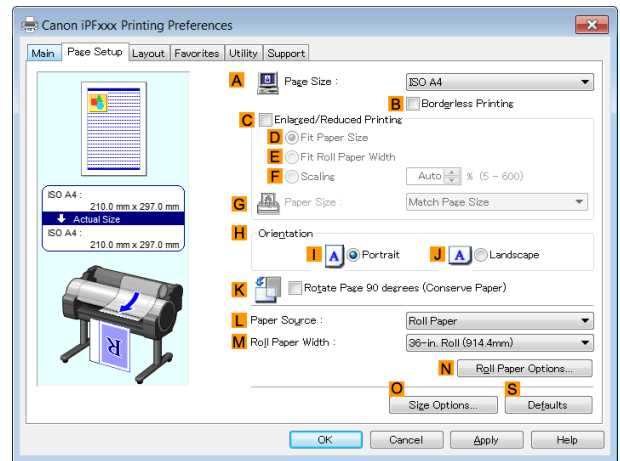 Canon iPFxxx Printing Preferences
Main Page Setup Layout Favorites Utility Support
A Page Size : ISO A4
B Borderless Printing
C Enlarged/Reduced Printing
D Fit Paper Size
E Fit Roll Paper Width
F Scaling Auto % (5 - 600)
G Paper Size : Match Page Size
ISO A4 :
210.0 mm x 297.0 mm
Actual Size
ISO A4 :
210.0 mm x 297.0 mm
H Orientation
I A Portrait J A Landscape
K Rotate Page 90 degrees (Conserve Paper)
L Paper Source : Roll Paper
M Roll Paper Width : 36-in. Roll (914.4mm)
R
N Roll Paper Options...
O S
Size Options... Defaults
OK Cancel Apply Help